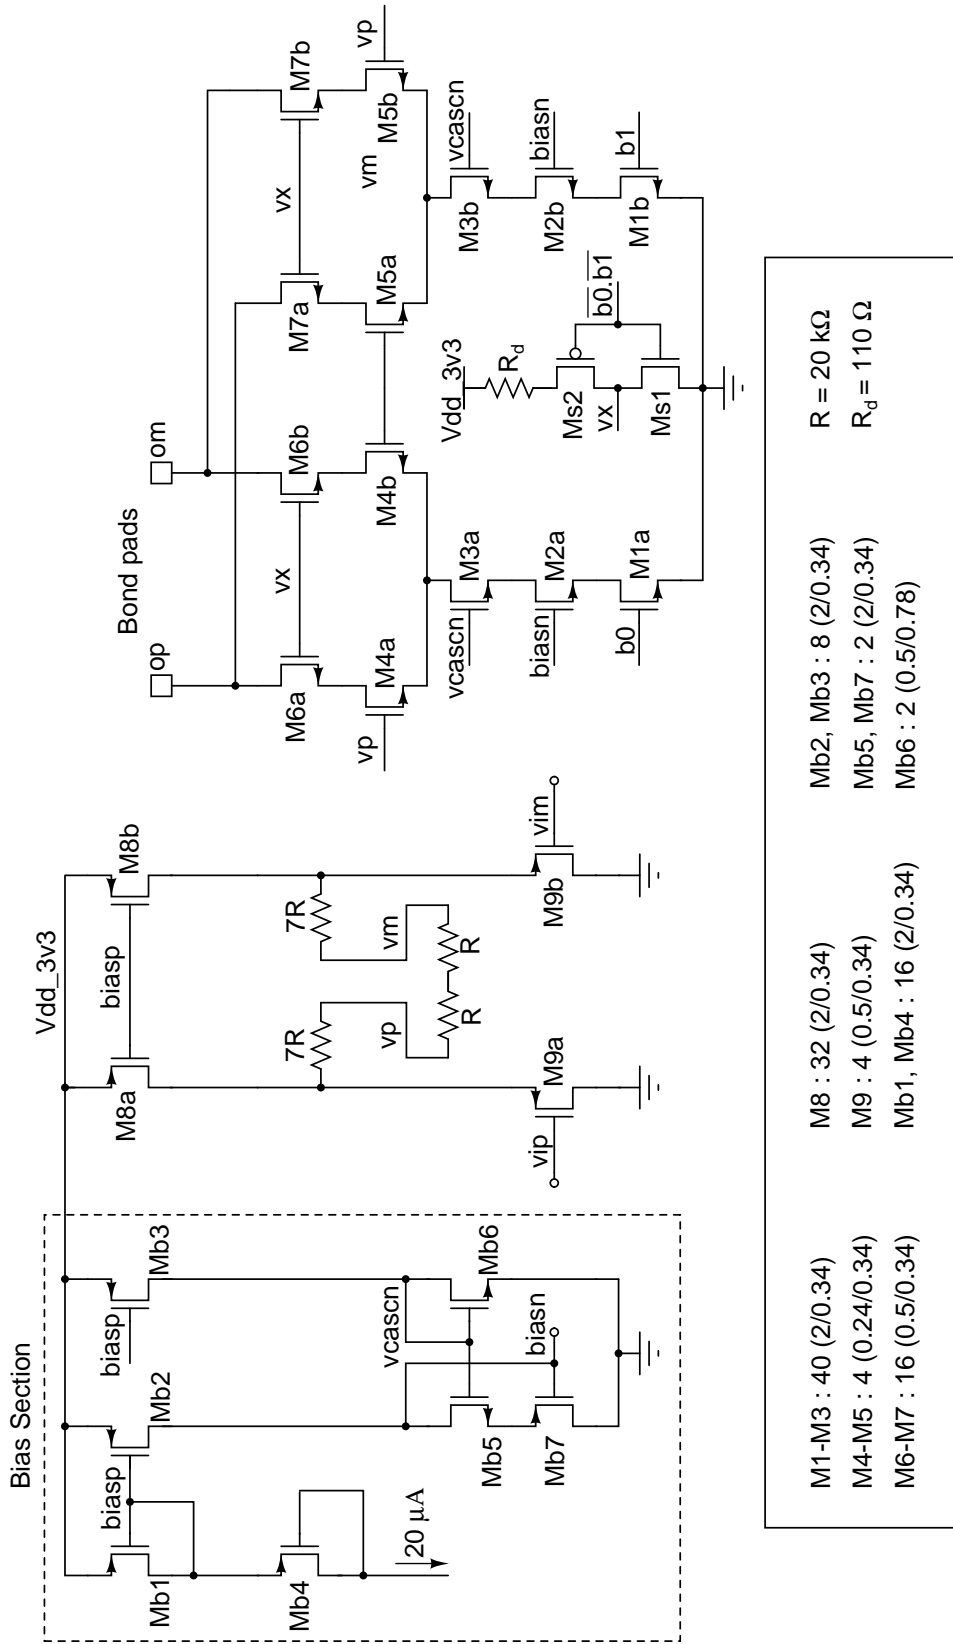 Bias Section
Vdd_3v3
Mb1
biasp
Mb2
biasp
Mb3
Mb4
20 μA
vcascn
Mb5
Mb6
Mb7
biasn
M8a
biasp
M8b
7R
7R
vp
vm
R
R
vip
M9a
M9b
vim
Bond pads
op
om
M6a
vx
M6b
M7a
vx
M7b
vp
M4a
M4b
M5a
vm
M5b
vp
vcascn
M3a
M3b
vcascn
biasn
M2a
M2b
biasn
b0
M1a
M1b
b1
Vdd_3v3
Rd
Ms2
vx
Ms1
b0.b1
M1-M3 : 40 (2/0.34)
M4-M5 : 4 (0.24/0.34)
M6-M7 : 16 (0.5/0.34)
M8 : 32 (2/0.34)
M9 : 4 (0.5/0.34)
Mb1, Mb4 : 16 (2/0.34)
Mb2, Mb3 : 8 (2/0.34)
Mb5, Mb7 : 2 (2/0.34)
Mb6 : 2 (0.5/0.78)
R = 20 kΩ
Rd = 110 Ω